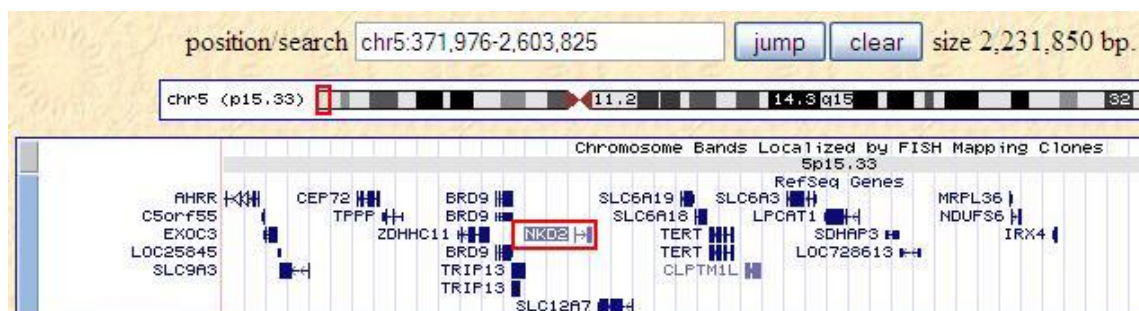 position/search chr5:371,976-2,603,825 jump clear size 2,231,850 bp.
chr5 (p15.33) 11.2 14.3 q15 32
Chromosome Bands Localized by FISH Mapping Clones
5p15.33
RefSeq Genes
AHRR CEP72 BRD9 SLC6A19 SLC6A3 MRPL36
C5orf55 TPPP BRD9 SLC6A18 LPCAT1 NDUFS6
EXOC3 ZDHHC11 NKD2 TERT SDHAP3 IRX4
LOC25845 BRD9 TERT LOC728613
SLC9A3 TRIP13 CLPTM1L
TRIP13
SLC12A7